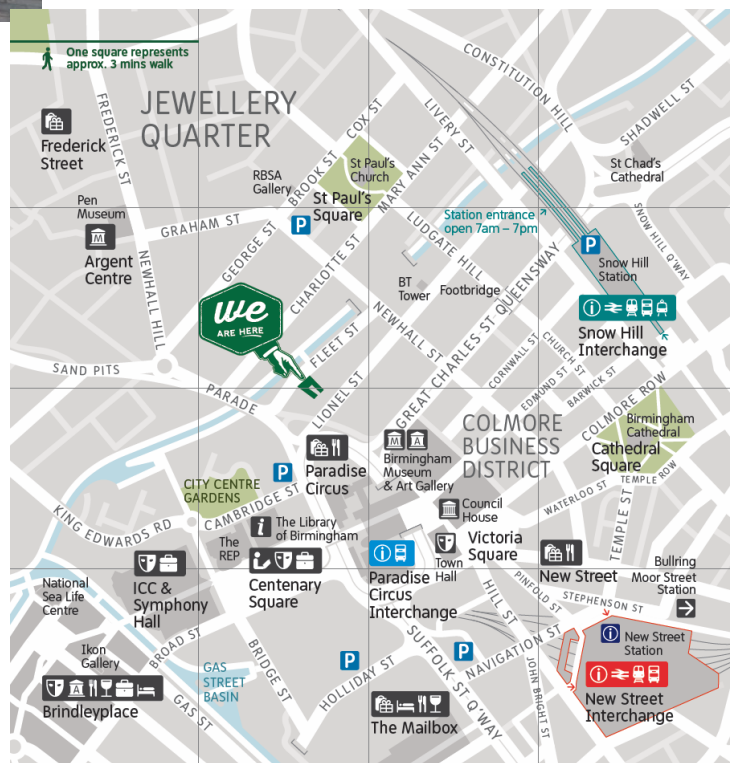 One square represents
approx. 3 mins walk
JEWELLERY
QUARTER
CONSTITUTION HILL
SHADWELL ST
LIVERY ST
COX ST
FREDERICK ST
Frederick
Street
BROOK ST
MARY ANN ST
St Paul's
Church
St Chad's
Cathedral
RBSA
Gallery
St Paul's
Square
Pen
Museum
M
Argent
Centre
GRAHAM ST
P
Station entrance
open 7am – 7pm
SNOW HILL Q'WAY
NEWHALL HILL
GEORGE ST
CHARLOTTE ST
LUDGATE HILL
P
Snow Hill
Station
BT
Tower
Footbridge
we
ARE HERE
i
Snow Hill
Interchange
NEWHALL ST
GREAT CHARLES ST QUEENSWAY
FLEET ST
CORNWALL ST
CHURCH ST
EDMUND ST
BARWICK ST
SAND PITS
PARADE
LIONEL ST
COLMORE ROW
COLMORE
BUSINESS
DISTRICT
Birmingham
Cathedral
Cathedral
Square
TEMPLE ROW
M A
Birmingham
Museum
& Art Gallery
Paradise
Circus
P
CITY CENTRE
GARDENS
CAMBRIDGE ST
KING EDWARDS RD
WATERLOO ST
TEMPLE ST
Council
House
i
The Library
of Birmingham
The
REP
Victoria
Square
Town
Hall
New Street
Bullring
Moor Street
Station
i
Paradise
Circus
Interchange
Centenary
Square
ICC &
Symphony
Hall
National
Sea Life
Centre
HILL ST
PINFOLD ST
STEPHENSON ST
Ikon
Gallery
BROAD ST
BRIDGE ST
GAS
STREET
BASIN
A
Brindleyplace
GAS ST
P
HOLLIDAY ST
SUFFOLK ST Q'WAY
P
NAVIGATION ST
JOHN BRIGHT ST
i
New Street
Station
i
New Street
Interchange
The Mailbox